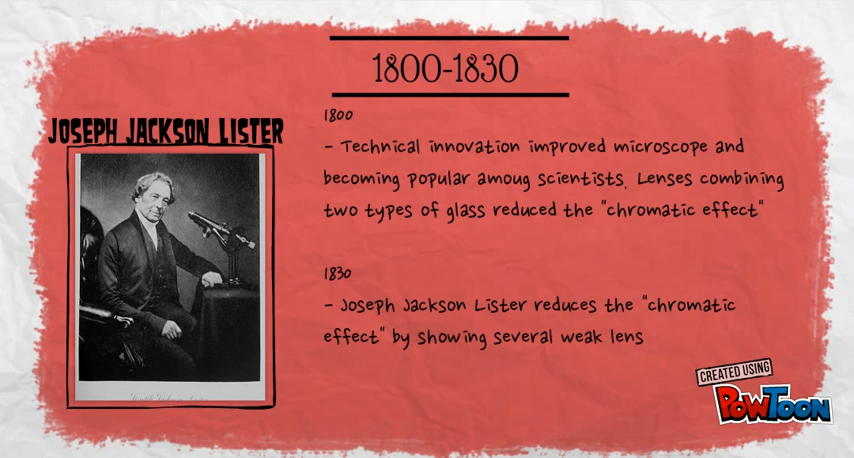 1800-1830
JOSEPH JACKSON LISTER
1800
- Technical innovation improved microscope and
becoming popular amoug scientists. Lenses combining
two types of glass reduced the "chromatic effect"
1830
- Joseph Jackson Lister reduces the "chromatic
effect" by showing several weak lens
CREATED USING
POWTOON